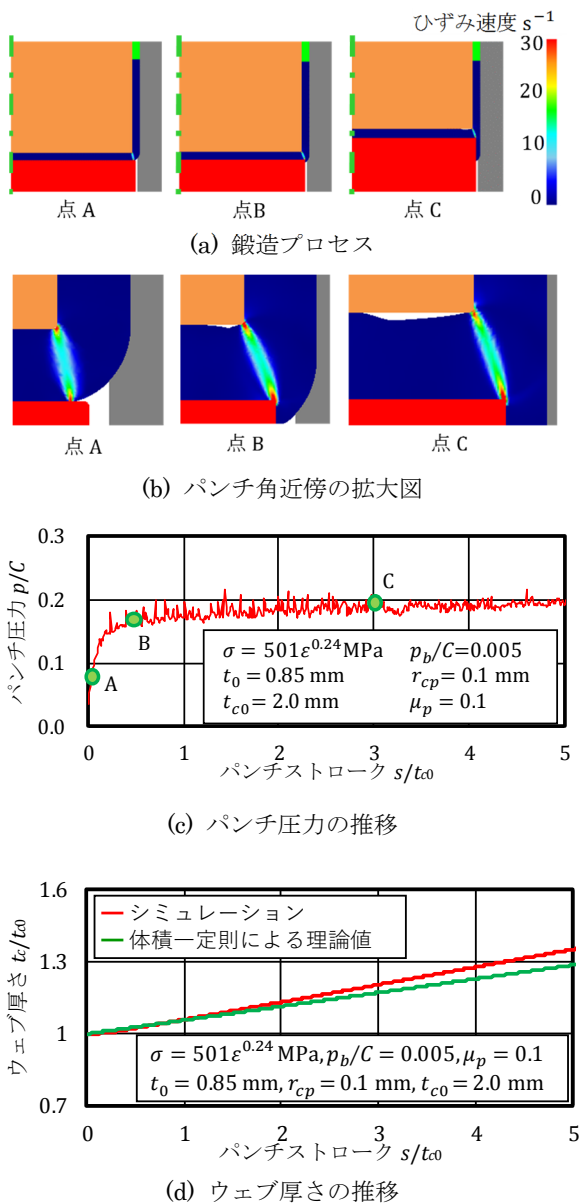 ひずみ速度 s⁻¹
30
20
10
0
点 A
点B
点 C
(a) 鍛造プロセス
点 A
点 B
点 C
(b) パンチ角近傍の拡大図
パンチ圧力 p/C
0.3
0.2
0.1
0.0
A
B
C
σ = 501ε^0.24 MPa p_b/C=0.005
t_0 = 0.85 mm r_cp= 0.1 mm
t_c0= 2.0 mm μ_p = 0.1
0 1 2 3 4 5
パンチストローク s/t_c0
(c) パンチ圧力の推移
ウェブ厚さ t_c/t_c0
1.6
1.3
1
0.7
シミュレーション
体積一定則による理論値
σ = 501ε^0.24 MPa, p_b/C = 0.005, μ_p = 0.1
t_0 = 0.85 mm, r_cp = 0.1 mm, t_c0 = 2.0 mm
0 1 2 3 4 5
パンチストローク s/t_c0
(d) ウェブ厚さの推移